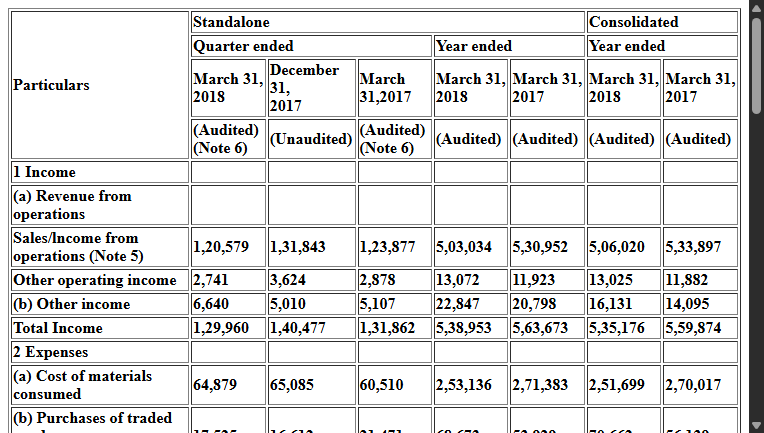 Particulars Standalone Consolidated
Quarter ended Year ended Year ended
March 31, 2018 December 31, 2017 March 31,2017 March 31, 2018 March 31, 2017 March 31, 2018 March 31, 2017
(Audited) (Note 6) (Unaudited) (Audited) (Note 6) (Audited) (Audited) (Audited) (Audited)
1 Income
(a) Revenue from operations
Sales/Income from operations (Note 5) 1,20,579 1,31,843 1,23,877 5,03,034 5,30,952 5,06,020 5,33,897
Other operating income 2,741 3,624 2,878 13,072 11,923 13,025 11,882
(b) Other income 6,640 5,010 5,107 22,847 20,798 16,131 14,095
Total Income 1,29,960 1,40,477 1,31,862 5,38,953 5,63,673 5,35,176 5,59,874
2 Expenses
(a) Cost of materials consumed 64,879 65,085 60,510 2,53,136 2,71,383 2,51,699 2,70,017
(b) Purchases of traded